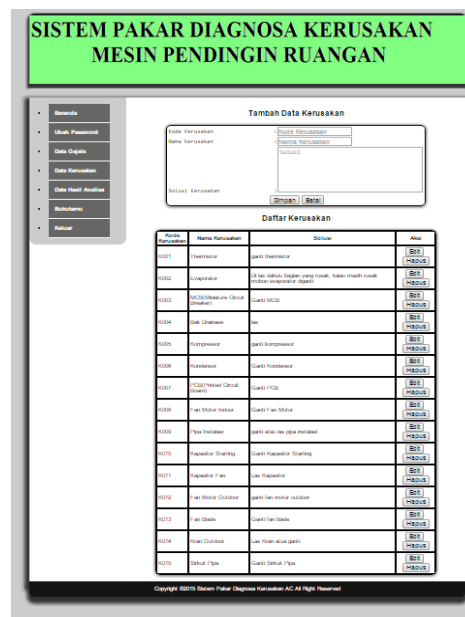 SISTEM PAKAR DIAGNOSA KERUSAKAN
MESIN PENDINGIN RUANGAN
Beranda
Ubah Password
Data Gejala
Data Kerusakan
Data Hasil Analisa
Bukutamu
Keluar
Tambah Data Kerusakan
Kode Kerusakan : Kode Kerusakan
Nama Kerusakan : Nama Kerusakan
Solusi
Solusi Kerusakan :
Simpan Batal
Daftar Kerusakan
Kode Kerusakan Nama Kerusakan Solusi Aksi
K001 Thermistor ganti thermistor Edit Hapus
K002 Evaporator Di las dahulu bagian yang rusak, kalau masih rusak mohon evaporator diganti Edit Hapus
K003 MCB(Miniature Circuit Breaker) Ganti MCB Edit Hapus
K004 Bak Drainase las Edit Hapus
K005 Kompressor ganti kompressor Edit Hapus
K006 Kondensor Ganti Kondensor Edit Hapus
K007 PCB(Printed Circuit Board) Ganti PCB Edit Hapus
K008 Fan Motor Indoor Ganti Fan Motor Edit Hapus
K009 Pipa Instalasi ganti atau las pipa instalasi Edit Hapus
K010 Kapasitor Starting Ganti Kapasitor Starting Edit Hapus
K011 Kapasitor Fan Las Kapasitor Edit Hapus
K012 Fan Motor Outdoor ganti fan motor outdoor Edit Hapus
K013 Fan Blade Ganti fan blade Edit Hapus
K014 Kran Outdoor Las Kran atua ganti Edit Hapus
K015 Sirkuit Pipa Ganti Sirkuit Pipa Edit Hapus
Copyright ©2015 Sistem Pakar Diagnosa Kerusakan AC All Right Reserved